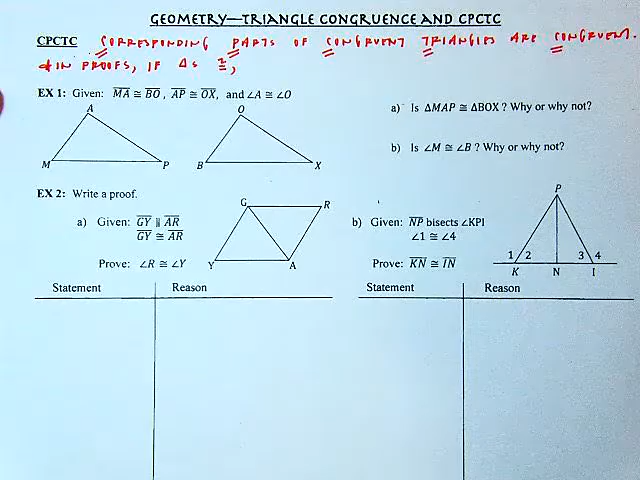 GEOMETRY—TRIANGLE CONGRUENCE AND CPCTC
CPCTC CORRESPONDING PARTS OF CONGRUENT TRIANGLES ARE CONGRUENT.
* IN PROOFS, IF Δs ≅,
EX 1: Given: MA ≅ BO, AP ≅ OX, and ∠A ≅ ∠O
A
M
P
O
B
X
a) Is ΔMAP ≅ ΔBOX? Why or why not?
b) Is ∠M ≅ ∠B? Why or why not?
EX 2: Write a proof.
a) Given: GY ∥ AR
GY ≅ AR
Prove: ∠R ≅ ∠Y
G
R
Y
A
b) Given: NP bisects ∠KPI
∠1 ≅ ∠4
Prove: KN ≅ IN
P
1 2 3 4
K N I
Statement Reason
Statement Reason